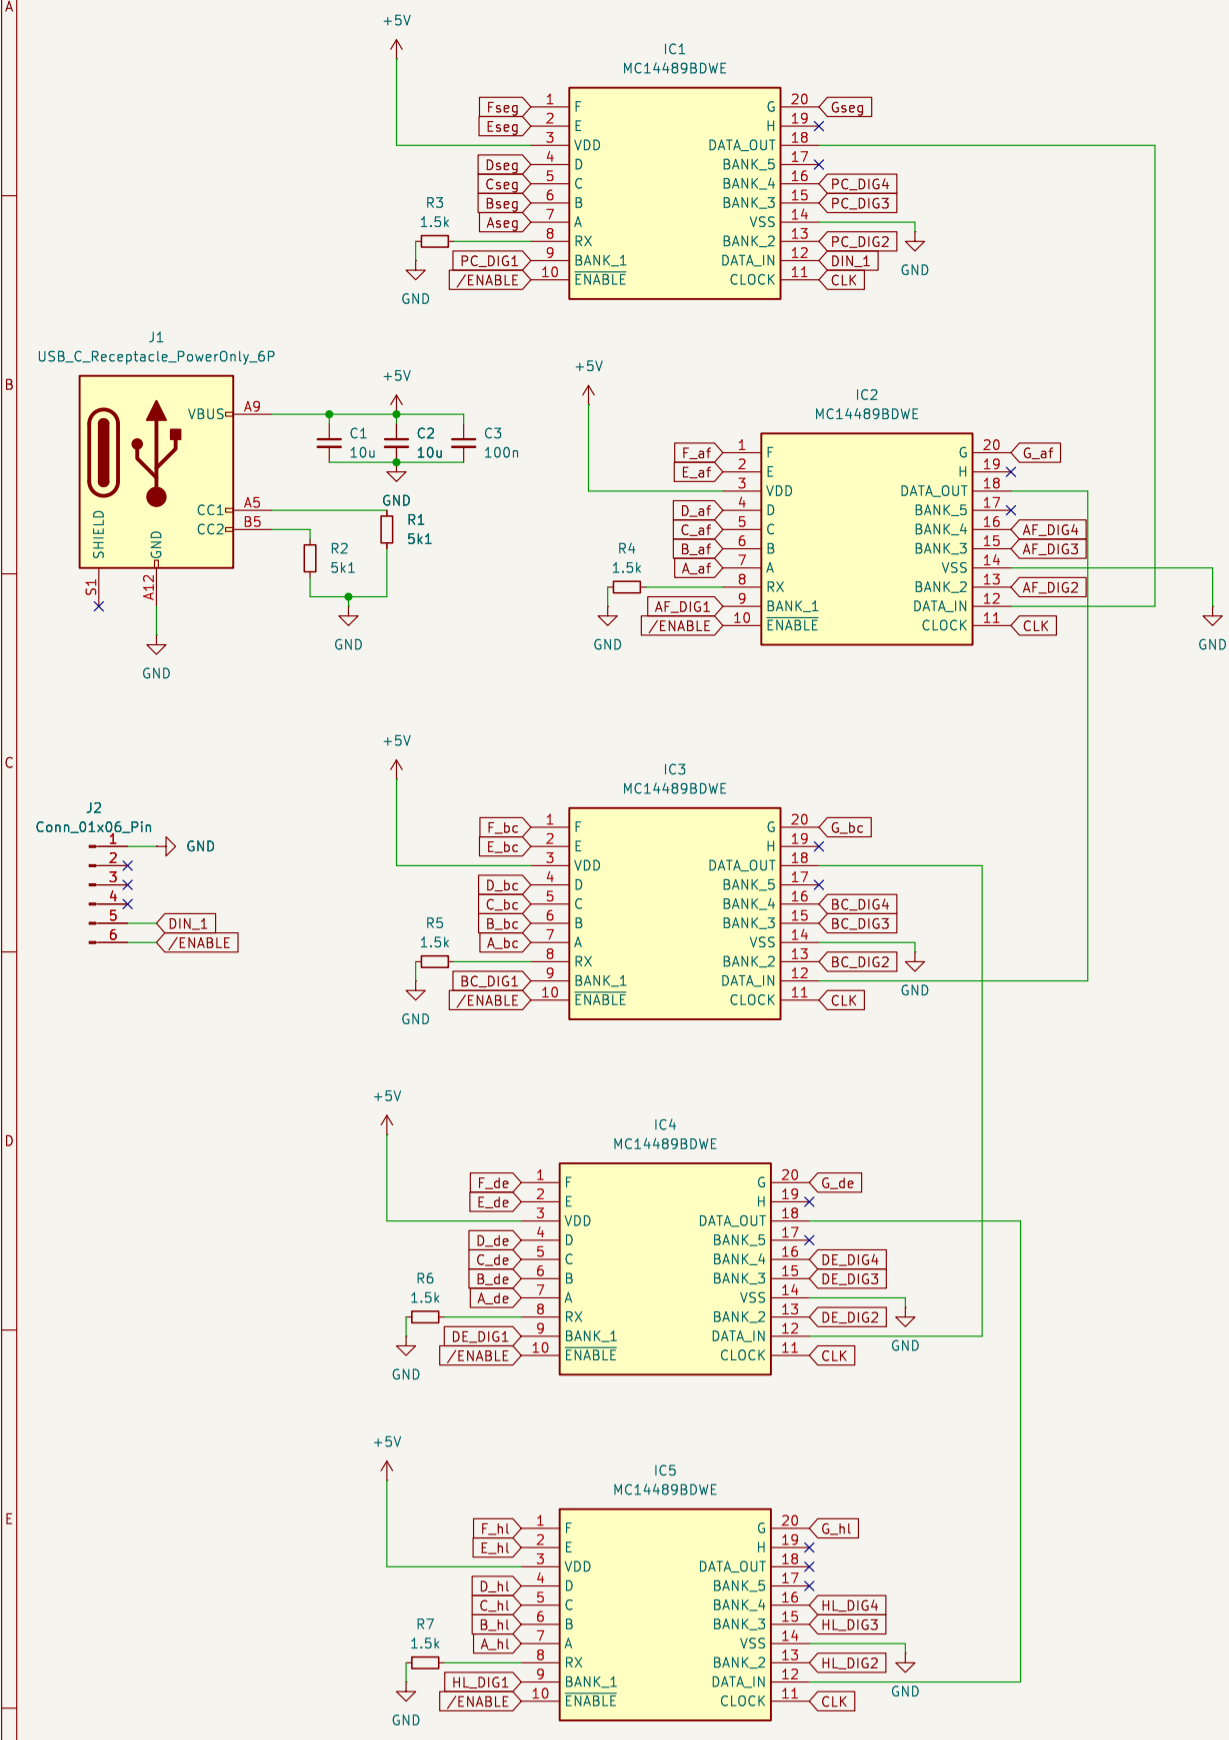 A
B
C
D
E
+5V
IC1
MC14489BDWE
Fseg 1 F G 20 Gseg
Eseg 2 E H 19
3 VDD DATA_OUT 18
Dseg 4 D BANK_5 17
Cseg 5 C BANK_4 16 PC_DIG4
Bseg 6 B BANK_3 15 PC_DIG3
Aseg 7 A VSS 14
8 RX BANK_2 13 PC_DIG2
PC_DIG1 9 BANK_1 DATA_IN 12 DIN_1
/ENABLE 10 ENABLE CLOCK 11 CLK
R3
1.5k
GND
GND
J1
USB_C_Receptacle_PowerOnly_6P
VBUS A9
CC1 A5
CC2 B5
SHIELD
GND
S1
A12
GND
+5V
C1
10u
C2
10u
C3
100n
GND
R1
5k1
R2
5k1
GND
+5V
IC2
MC14489BDWE
F_af 1 F G 20 G_af
E_af 2 E H 19
3 VDD DATA_OUT 18
D_af 4 D BANK_5 17
C_af 5 C BANK_4 16 AF_DIG4
B_af 6 B BANK_3 15 AF_DIG3
A_af 7 A VSS 14
8 RX BANK_2 13 AF_DIG2
AF_DIG1 9 BANK_1 DATA_IN 12
/ENABLE 10 ENABLE CLOCK 11 CLK
R4
1.5k
GND
GND
J2
Conn_01x06_Pin
1 GND
2
3
4
5 DIN_1
6 /ENABLE
+5V
IC3
MC14489BDWE
F_bc 1 F G 20 G_bc
E_bc 2 E H 19
3 VDD DATA_OUT 18
D_bc 4 D BANK_5 17
C_bc 5 C BANK_4 16 BC_DIG4
B_bc 6 B BANK_3 15 BC_DIG3
A_bc 7 A VSS 14
8 RX BANK_2 13 BC_DIG2
BC_DIG1 9 BANK_1 DATA_IN 12
/ENABLE 10 ENABLE CLOCK 11 CLK
R5
1.5k
GND
GND
+5V
IC4
MC14489BDWE
F_de 1 F G 20 G_de
E_de 2 E H 19
3 VDD DATA_OUT 18
D_de 4 D BANK_5 17
C_de 5 C BANK_4 16 DE_DIG4
B_de 6 B BANK_3 15 DE_DIG3
A_de 7 A VSS 14
8 RX BANK_2 13 DE_DIG2
DE_DIG1 9 BANK_1 DATA_IN 12
/ENABLE 10 ENABLE CLOCK 11 CLK
R6
1.5k
GND
GND
+5V
IC5
MC14489BDWE
F_hl 1 F G 20 G_hl
E_hl 2 E H 19
3 VDD DATA_OUT 18
D_hl 4 D BANK_5 17
C_hl 5 C BANK_4 16 HL_DIG4
B_hl 6 B BANK_3 15 HL_DIG3
A_hl 7 A VSS 14
8 RX BANK_2 13 HL_DIG2
HL_DIG1 9 BANK_1 DATA_IN 12
/ENABLE 10 ENABLE CLOCK 11 CLK
R7
1.5k
GND
GND